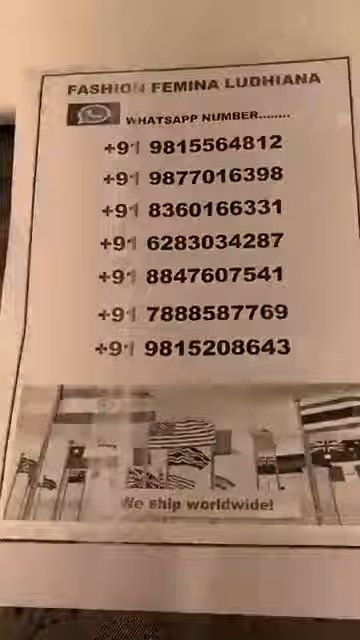 FASHION FEMINA LUDHIANA
WHATSAPP NUMBER........
+91 9815564812
+91 9877016398
+91 8360166331
+91 6283034287
+91 8847607541
+91 7888587769
+91 9815208643
We ship worldwide!